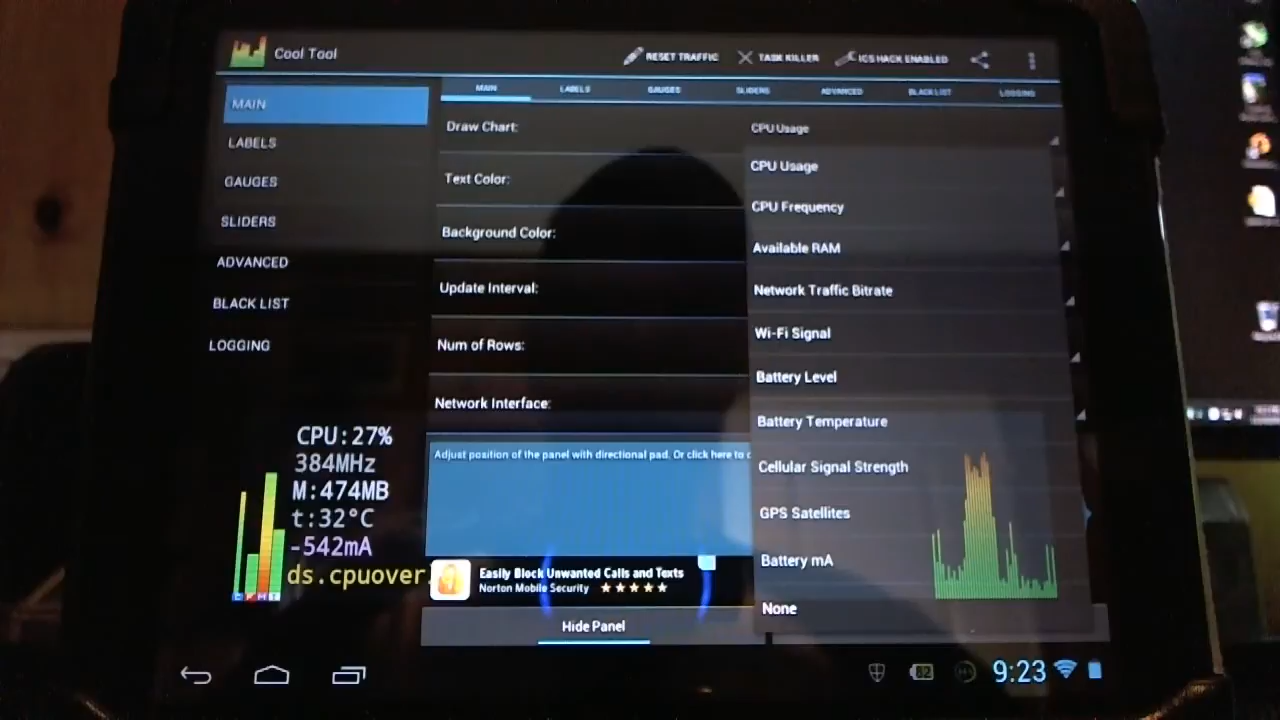 Cool Tool
RESET TRAFFIC
TASK KILLER
ICS HACK ENABLED
MAIN
LABELS
GAUGES
SLIDERS
ADVANCED
BLACK LIST
LOGGING
MAIN
LABELS
GAUGES
SLIDERS
ADVANCED
BLACK LIST
LOGGING
Draw Chart:
Text Color:
Background Color:
Update Interval:
Num of Rows:
Network Interface:
CPU Usage
CPU Usage
CPU Frequency
Available RAM
Network Traffic Bitrate
Wi-Fi Signal
Battery Level
Battery Temperature
Cellular Signal Strength
GPS Satellites
Battery mA
None
CPU:27%
384MHz
M:474MB
t:32°C
-542mA
ds.cpuover.
Adjust position of the panel with directional pad. Or click here to
Easily Block Unwanted Calls and Texts
Norton Mobile Security
Hide Panel
82
9:23